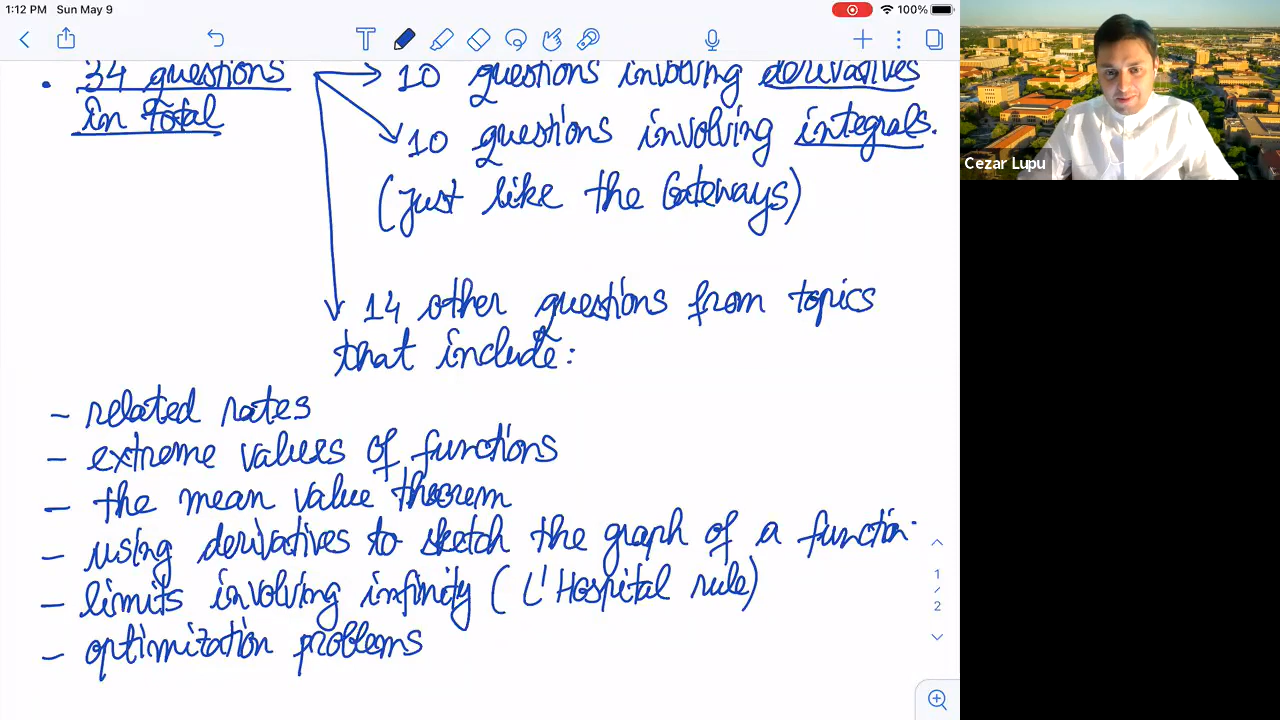 1:12 PM Sun May 9
100%
• 34 questions
in total
10 questions involving derivatives
10 questions involving integrals.
(just like the Gateways)
14 other questions from topics
that include:
- related rates
- extreme values of functions
- the mean value theorem
- using derivatives to sketch the graph of a function.
- limits involving infinity (L'Hospital rule)
- optimization problems
1/2
Cezar Lupu